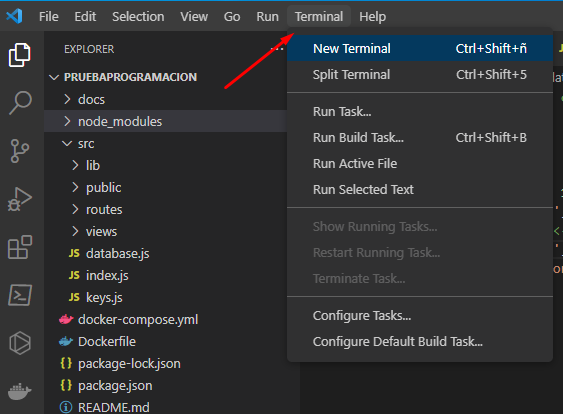 File Edit Selection View Go Run Terminal Help
EXPLORER ...
PRUEBAPROGRAMACION
docs
node_modules
src
lib
public
routes
views
JS database.js
JS index.js
JS keys.js
docker-compose.yml
Dockerfile
{} package-lock.json
{} package.json
README.md
New Terminal Ctrl+Shift+ñ
Split Terminal Ctrl+Shift+5
Run Task...
Run Build Task... Ctrl+Shift+B
Run Active File
Run Selected Text
Show Running Tasks...
Restart Running Task...
Terminate Task...
Configure Tasks...
Configure Default Build Task...